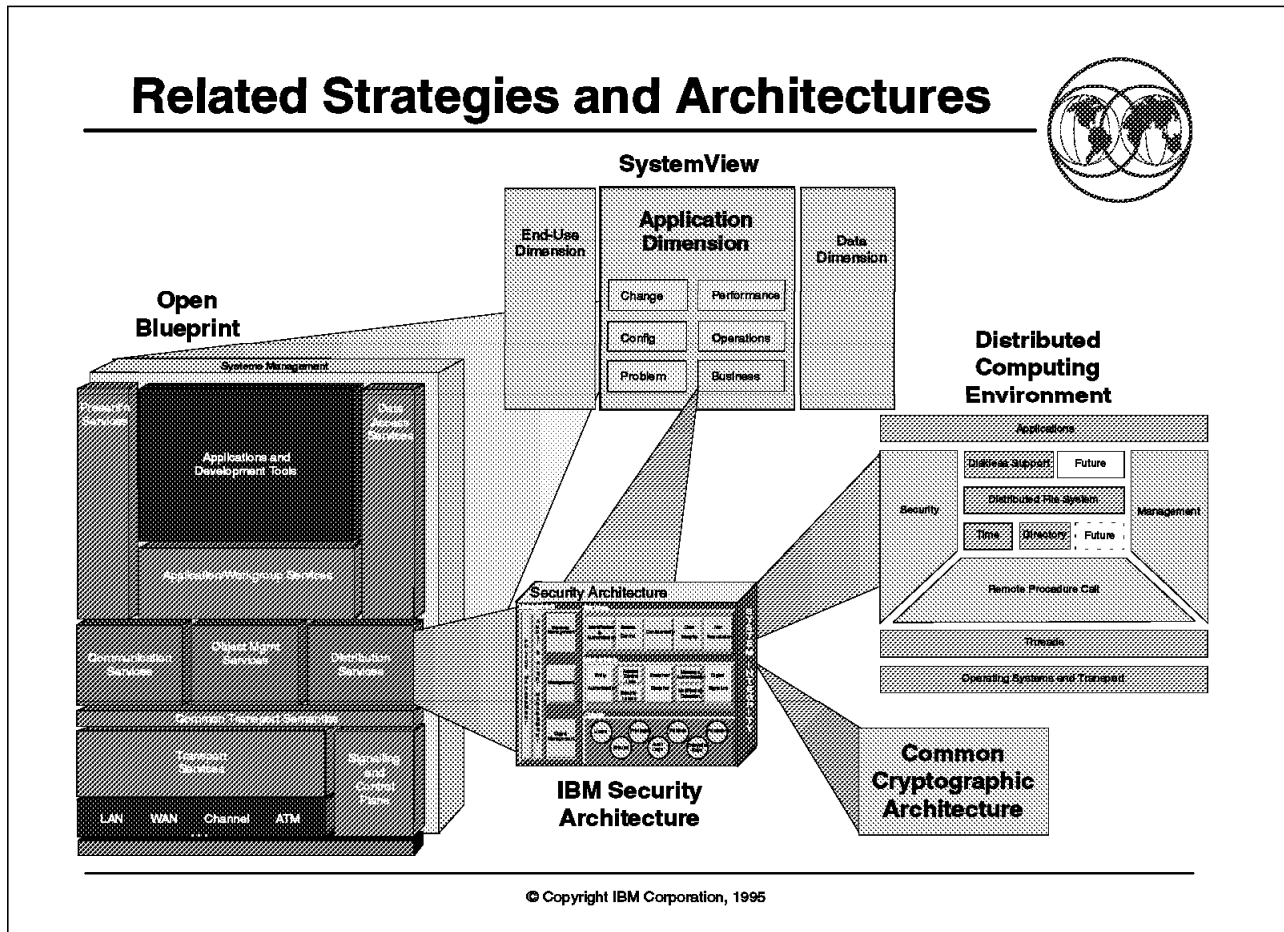 Related Strategies and Architectures
SystemView
End-Use
Dimension
Application
Dimension
Data
Dimension
Change
Performance
Config
Operations
Problem
Business
Open
Blueprint
Systems Management
Services
Data
Access
Services
Applications and
Development Tools
Application/Workgroup Services
Communication
Services
Object Mgmt
Services
Distribution
Services
Common Transport Semantics
Transport
Services
Signaling
and
Control
Plane
LAN
WAN
Channel
ATM
...
Distributed
Computing
Environment
Applications
Security
Diskless Support
Future
Distributed File System
Time
Directory
Future
Management
Remote Procedure Call
Threads
Operating Systems and Transport
Security Architecture
IBM Security
Architecture
Common
Cryptographic
Architecture
© Copyright IBM Corporation, 1995